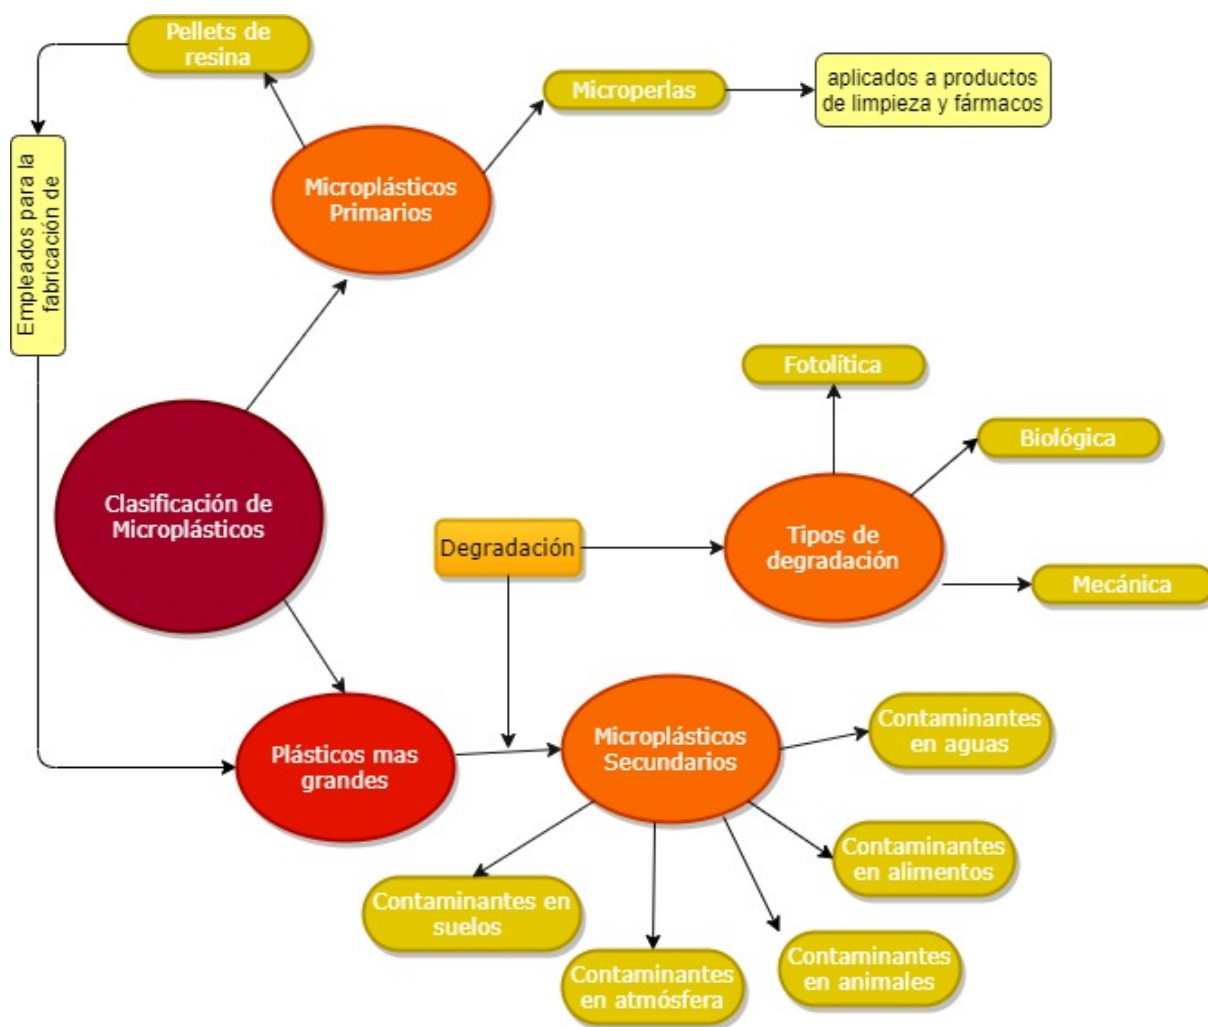 Pellets de
resina
Microperlas
aplicados a productos
de limpieza y fármacos
Empleados para la
fabricación de
Microplásticos
Primarios
Fotolítica
Biológica
Clasificación de
Microplásticos
Degradación
Tipos de
degradación
Mecánica
Plásticos mas
grandes
Microplásticos
Secundarios
Contaminantes
en aguas
Contaminantes
en alimentos
Contaminantes en
suelos
Contaminantes
en animales
Contaminantes
en atmósfera